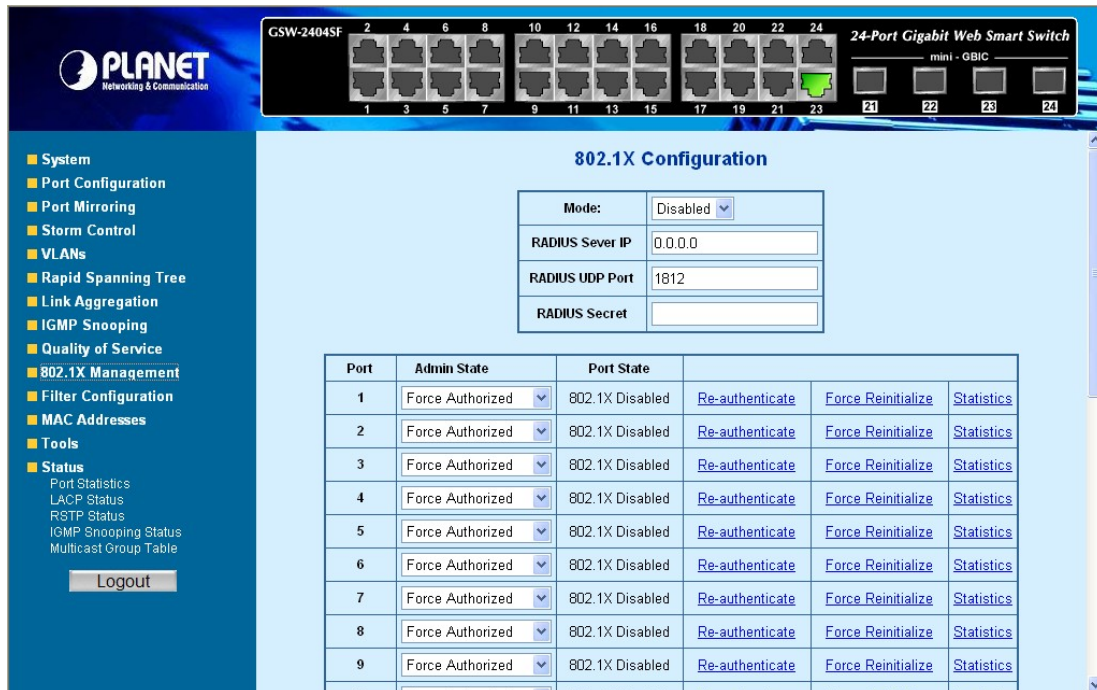 PLANET
Networking & Communication
GSW-2404SF
2 4 6 8 10 12 14 16 18 20 22 24
24-Port Gigabit Web Smart Switch
mini - GBIC
1 3 5 7 9 11 13 15 17 19 21 23
21 22 23 24
System
Port Configuration
Port Mirroring
Storm Control
VLANs
Rapid Spanning Tree
Link Aggregation
IGMP Snooping
Quality of Service
802.1X Management
Filter Configuration
MAC Addresses
Tools
Status
Port Statistics
LACP Status
RSTP Status
IGMP Snooping Status
Multicast Group Table
Logout
802.1X Configuration
Mode: Disabled
RADIUS Sever IP 0.0.0.0
RADIUS UDP Port 1812
RADIUS Secret
Port Admin State Port State
1 Force Authorized 802.1X Disabled Re-authenticate Force Reinitialize Statistics
2 Force Authorized 802.1X Disabled Re-authenticate Force Reinitialize Statistics
3 Force Authorized 802.1X Disabled Re-authenticate Force Reinitialize Statistics
4 Force Authorized 802.1X Disabled Re-authenticate Force Reinitialize Statistics
5 Force Authorized 802.1X Disabled Re-authenticate Force Reinitialize Statistics
6 Force Authorized 802.1X Disabled Re-authenticate Force Reinitialize Statistics
7 Force Authorized 802.1X Disabled Re-authenticate Force Reinitialize Statistics
8 Force Authorized 802.1X Disabled Re-authenticate Force Reinitialize Statistics
9 Force Authorized 802.1X Disabled Re-authenticate Force Reinitialize Statistics